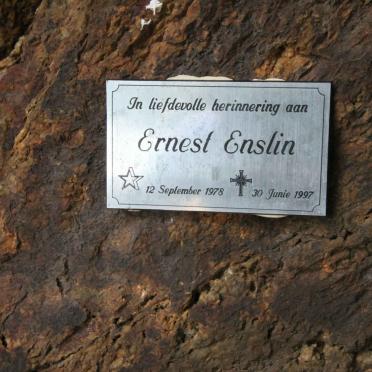 In liefdevolle herinnering aan
Ernest Enslin
12 September 1978 30 Junie 1997